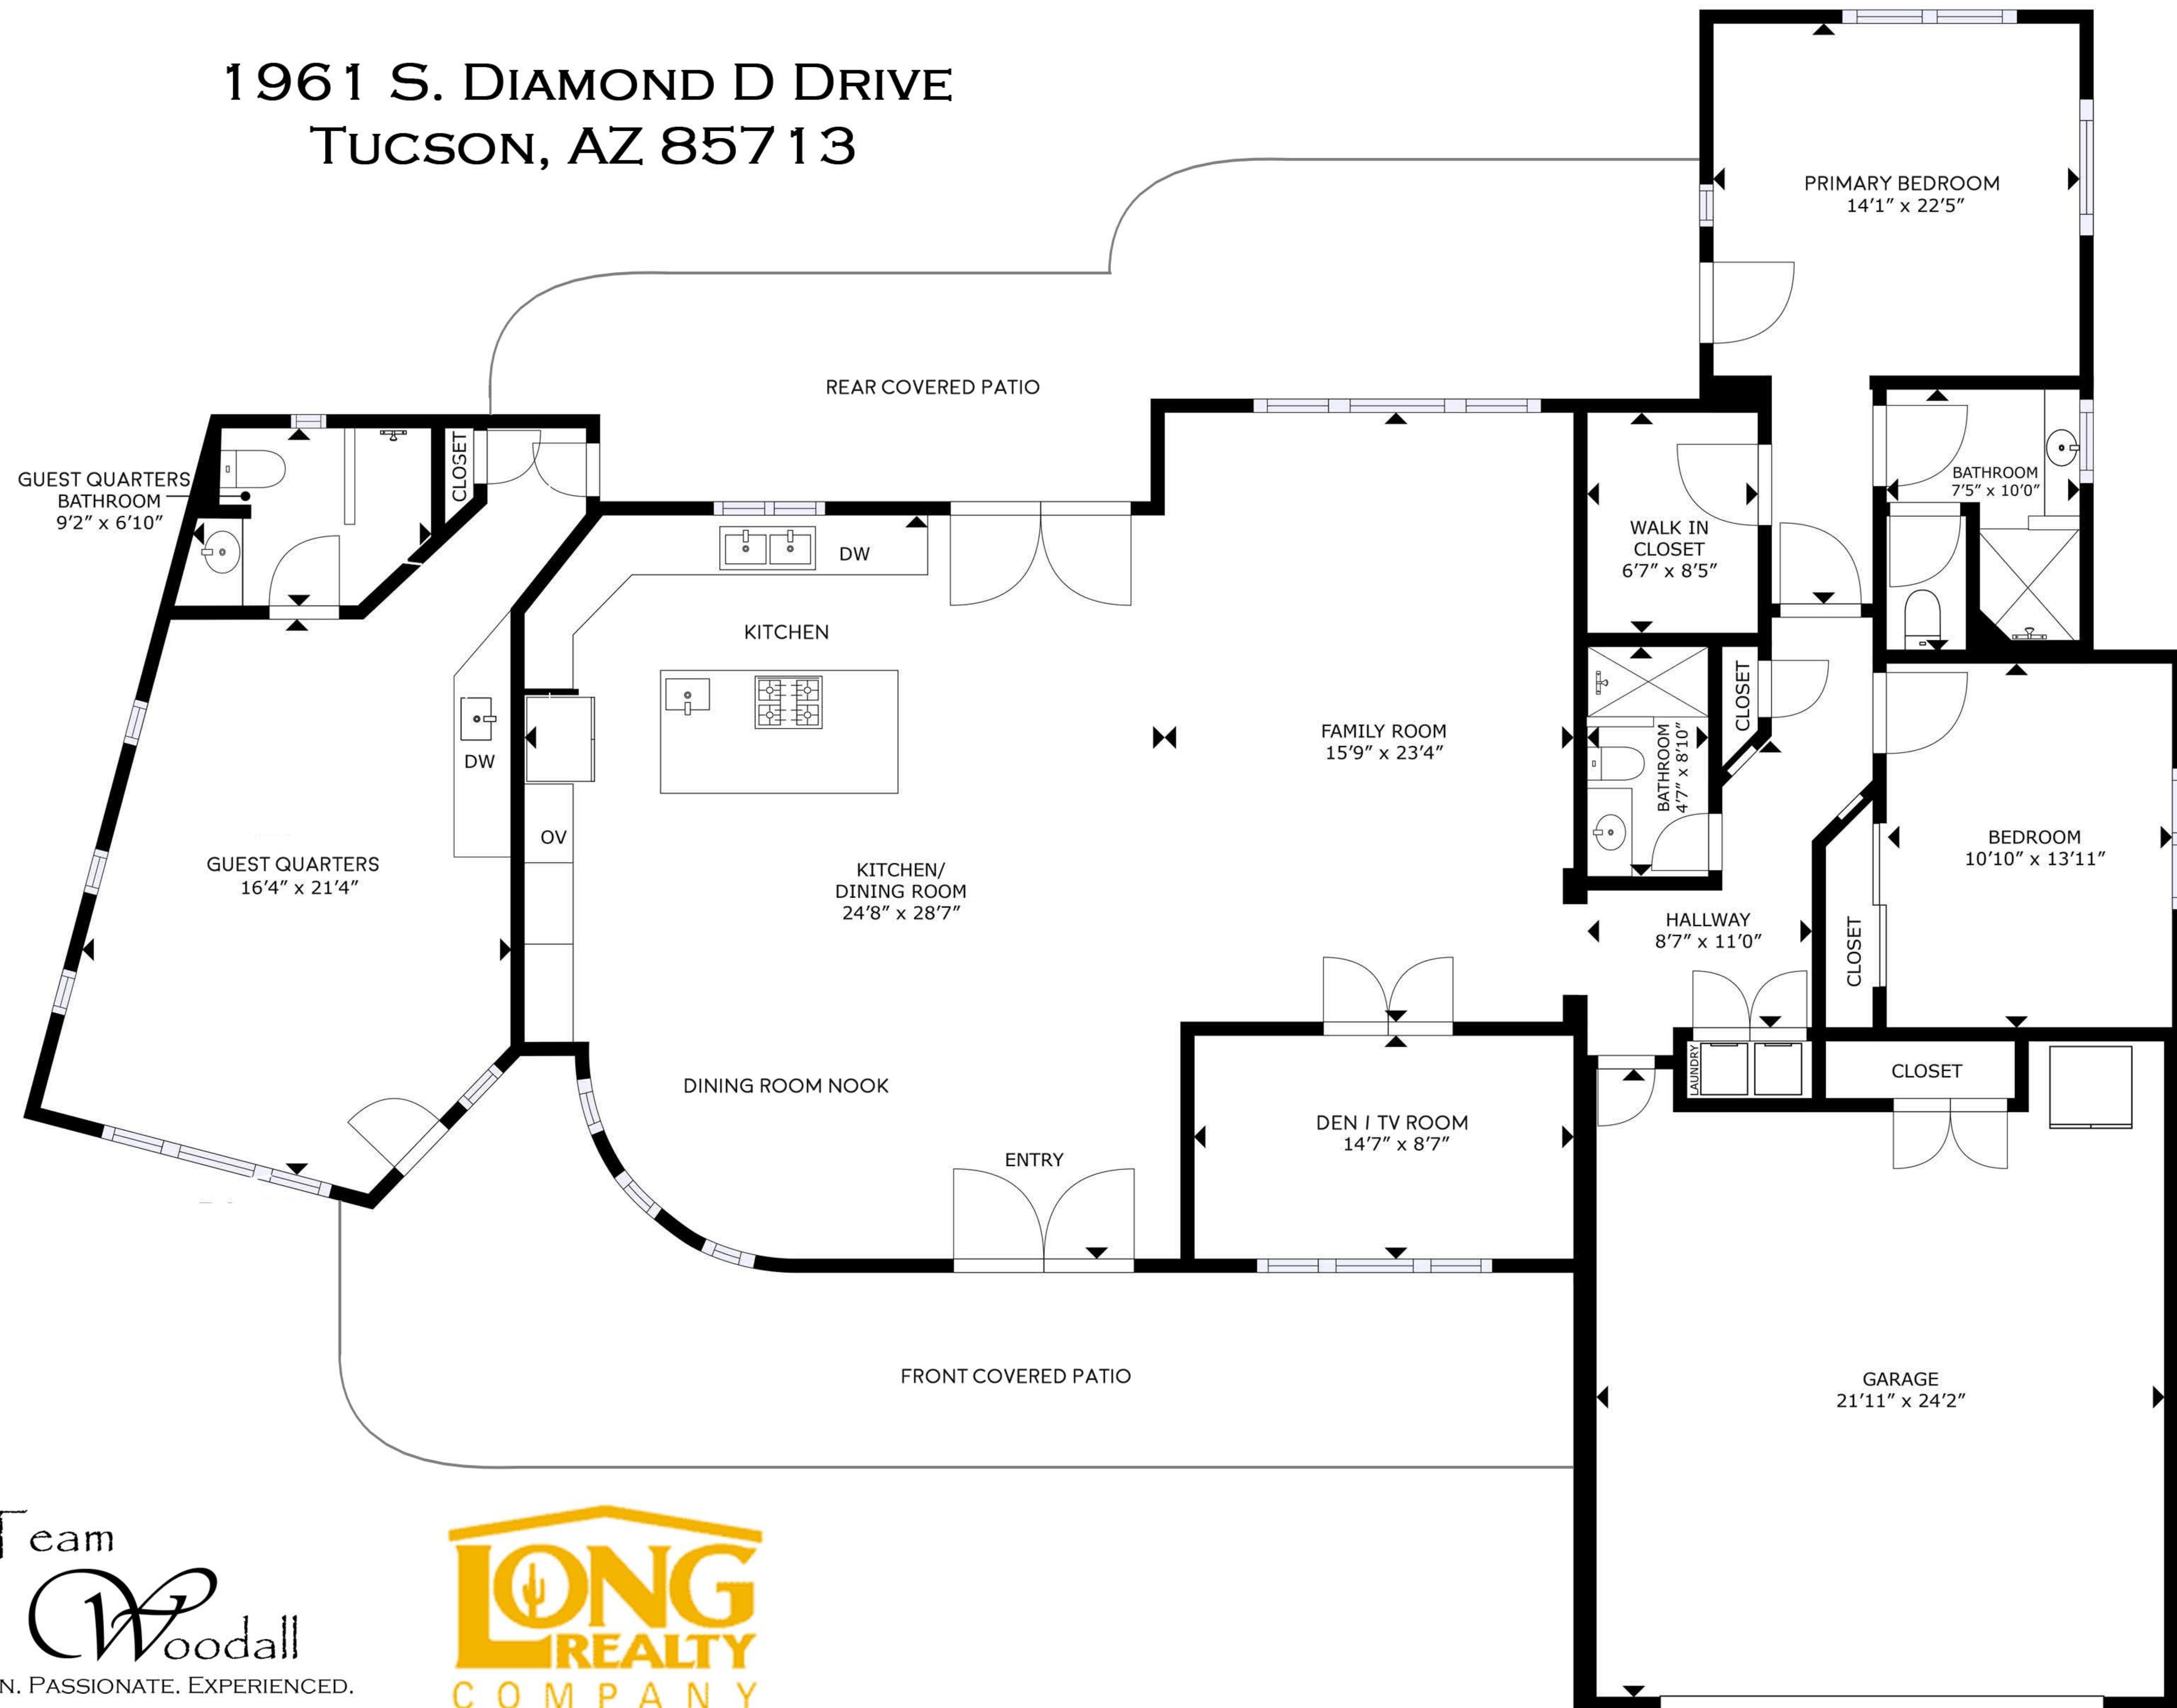 1961 S. DIAMOND D DRIVE
TUCSON, AZ 85713
PRIMARY BEDROOM
14'1" x 22'5"
REAR COVERED PATIO
GUEST QUARTERS
BATHROOM
9'2" x 6'10"
CLOSET
BATHROOM
7'5" x 10'0"
WALK IN
CLOSET
6'7" x 8'5"
DW
KITCHEN
CLOSET
FAMILY ROOM
15'9" x 23'4"
BATHROOM
4'7" x 8'10"
DW
OV
GUEST QUARTERS
16'4" x 21'4"
KITCHEN/
DINING ROOM
24'8" x 28'7"
BEDROOM
10'10" x 13'11"
HALLWAY
8'7" x 11'0"
CLOSET
LAUNDRY
CLOSET
DINING ROOM NOOK
DEN / TV ROOM
14'7" x 8'7"
ENTRY
FRONT COVERED PATIO
GARAGE
21'11" x 24'2"
Team
Woodall
N. PASSIONATE. EXPERIENCED.
LONG
REALTY
COMPANY